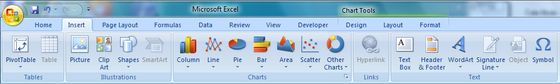 Microsoft Excel
Chart Tools
Home Insert Page Layout Formulas Data Review View Developer Design Layout Format
PivotTable Table Picture Clip Art Shapes SmartArt Column Line Pie Bar Area Scatter Other Charts Hyperlink Text Box Header & Footer WordArt Signature Line Object Symbol
Tables Illustrations Charts Links Text